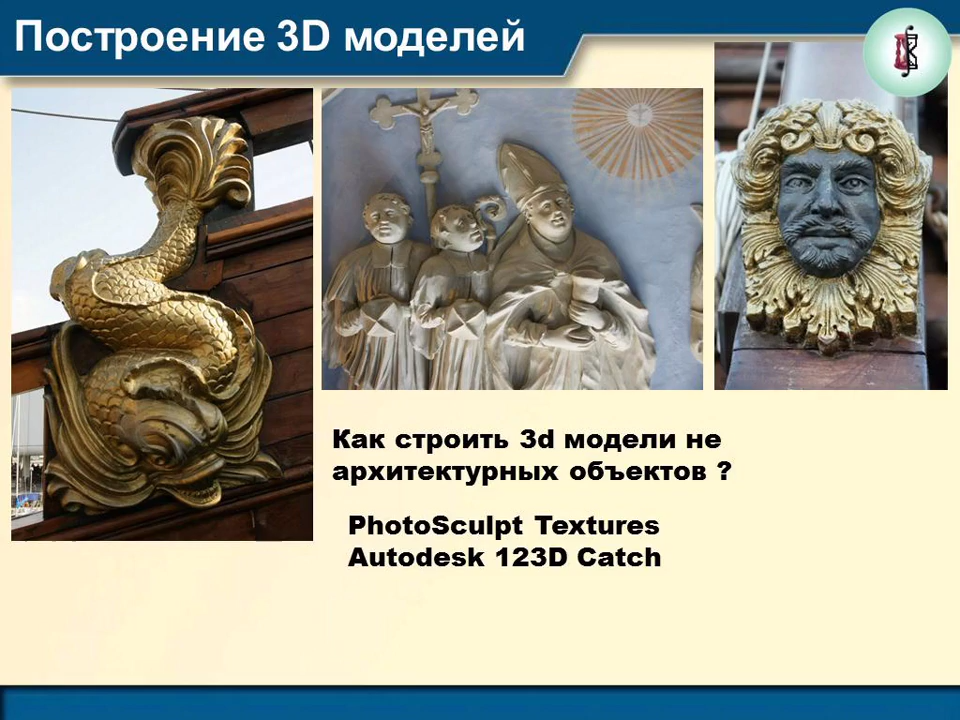 Построение 3D моделей
Как строить 3d модели не
архитектурных объектов ?
PhotoSculpt Textures
Autodesk 123D Catch